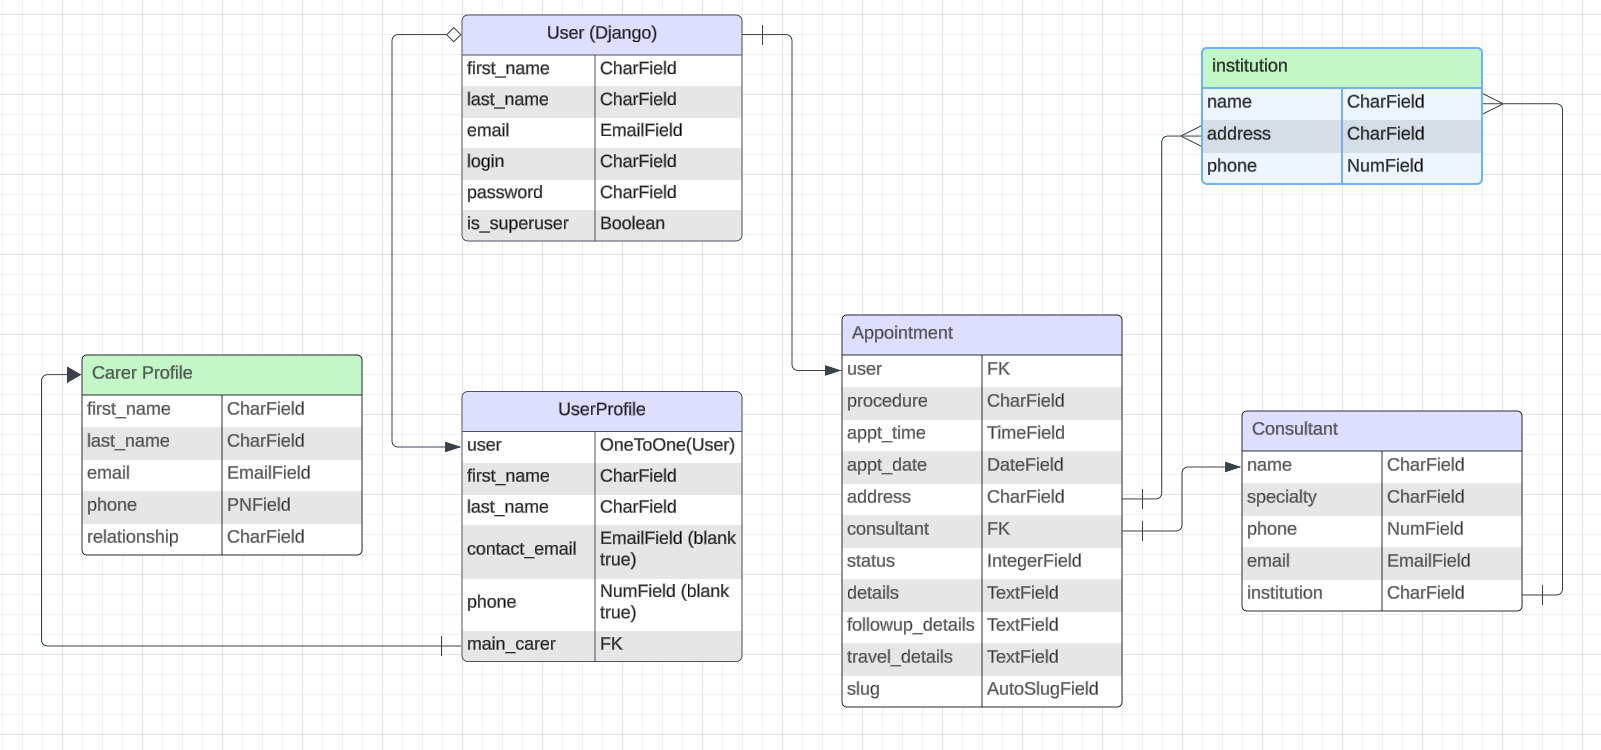 User (Django)
first_name CharField
last_name CharField
email EmailField
login CharField
password CharField
is_superuser Boolean
institution
name CharField
address CharField
phone NumField
Carer Profile
first_name CharField
last_name CharField
email EmailField
phone PNField
relationship CharField
UserProfile
user OneToOne(User)
first_name CharField
last_name CharField
contact_email EmailField (blank
true)
phone NumField (blank
true)
main_carer FK
Appointment
user FK
procedure CharField
appt_time TimeField
appt_date DateField
address CharField
consultant FK
status IntegerField
details TextField
followup_details TextField
travel_details TextField
slug AutoSlugField
Consultant
name CharField
specialty CharField
phone NumField
email EmailField
institution CharField